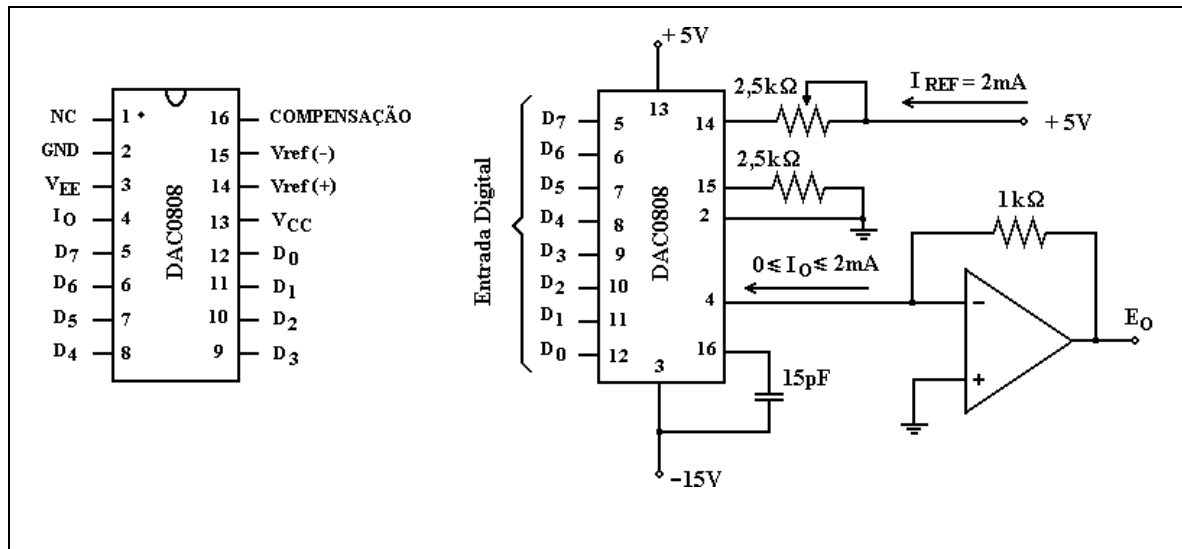 NC 1 16 COMPENSAÇÃO
GND 2 15 Vref (−)
VEE 3 14 Vref (+)
IO 4 13 VCC
D7 5 12 D0
D6 6 11 D1
D5 7 10 D2
D4 8 9 D3
DAC0808
+ 5V
13
Entrada Digital
D7 5
D6 6
D5 7
D4 8
D3 9
D2 10
D1 11
D0 12
DAC0808
14
15
2
4
16
3
2,5kΩ
I REF = 2mA
+ 5V
2,5kΩ
0 ≤ IO ≤ 2mA
1kΩ
−
+
EO
15pF
−15V